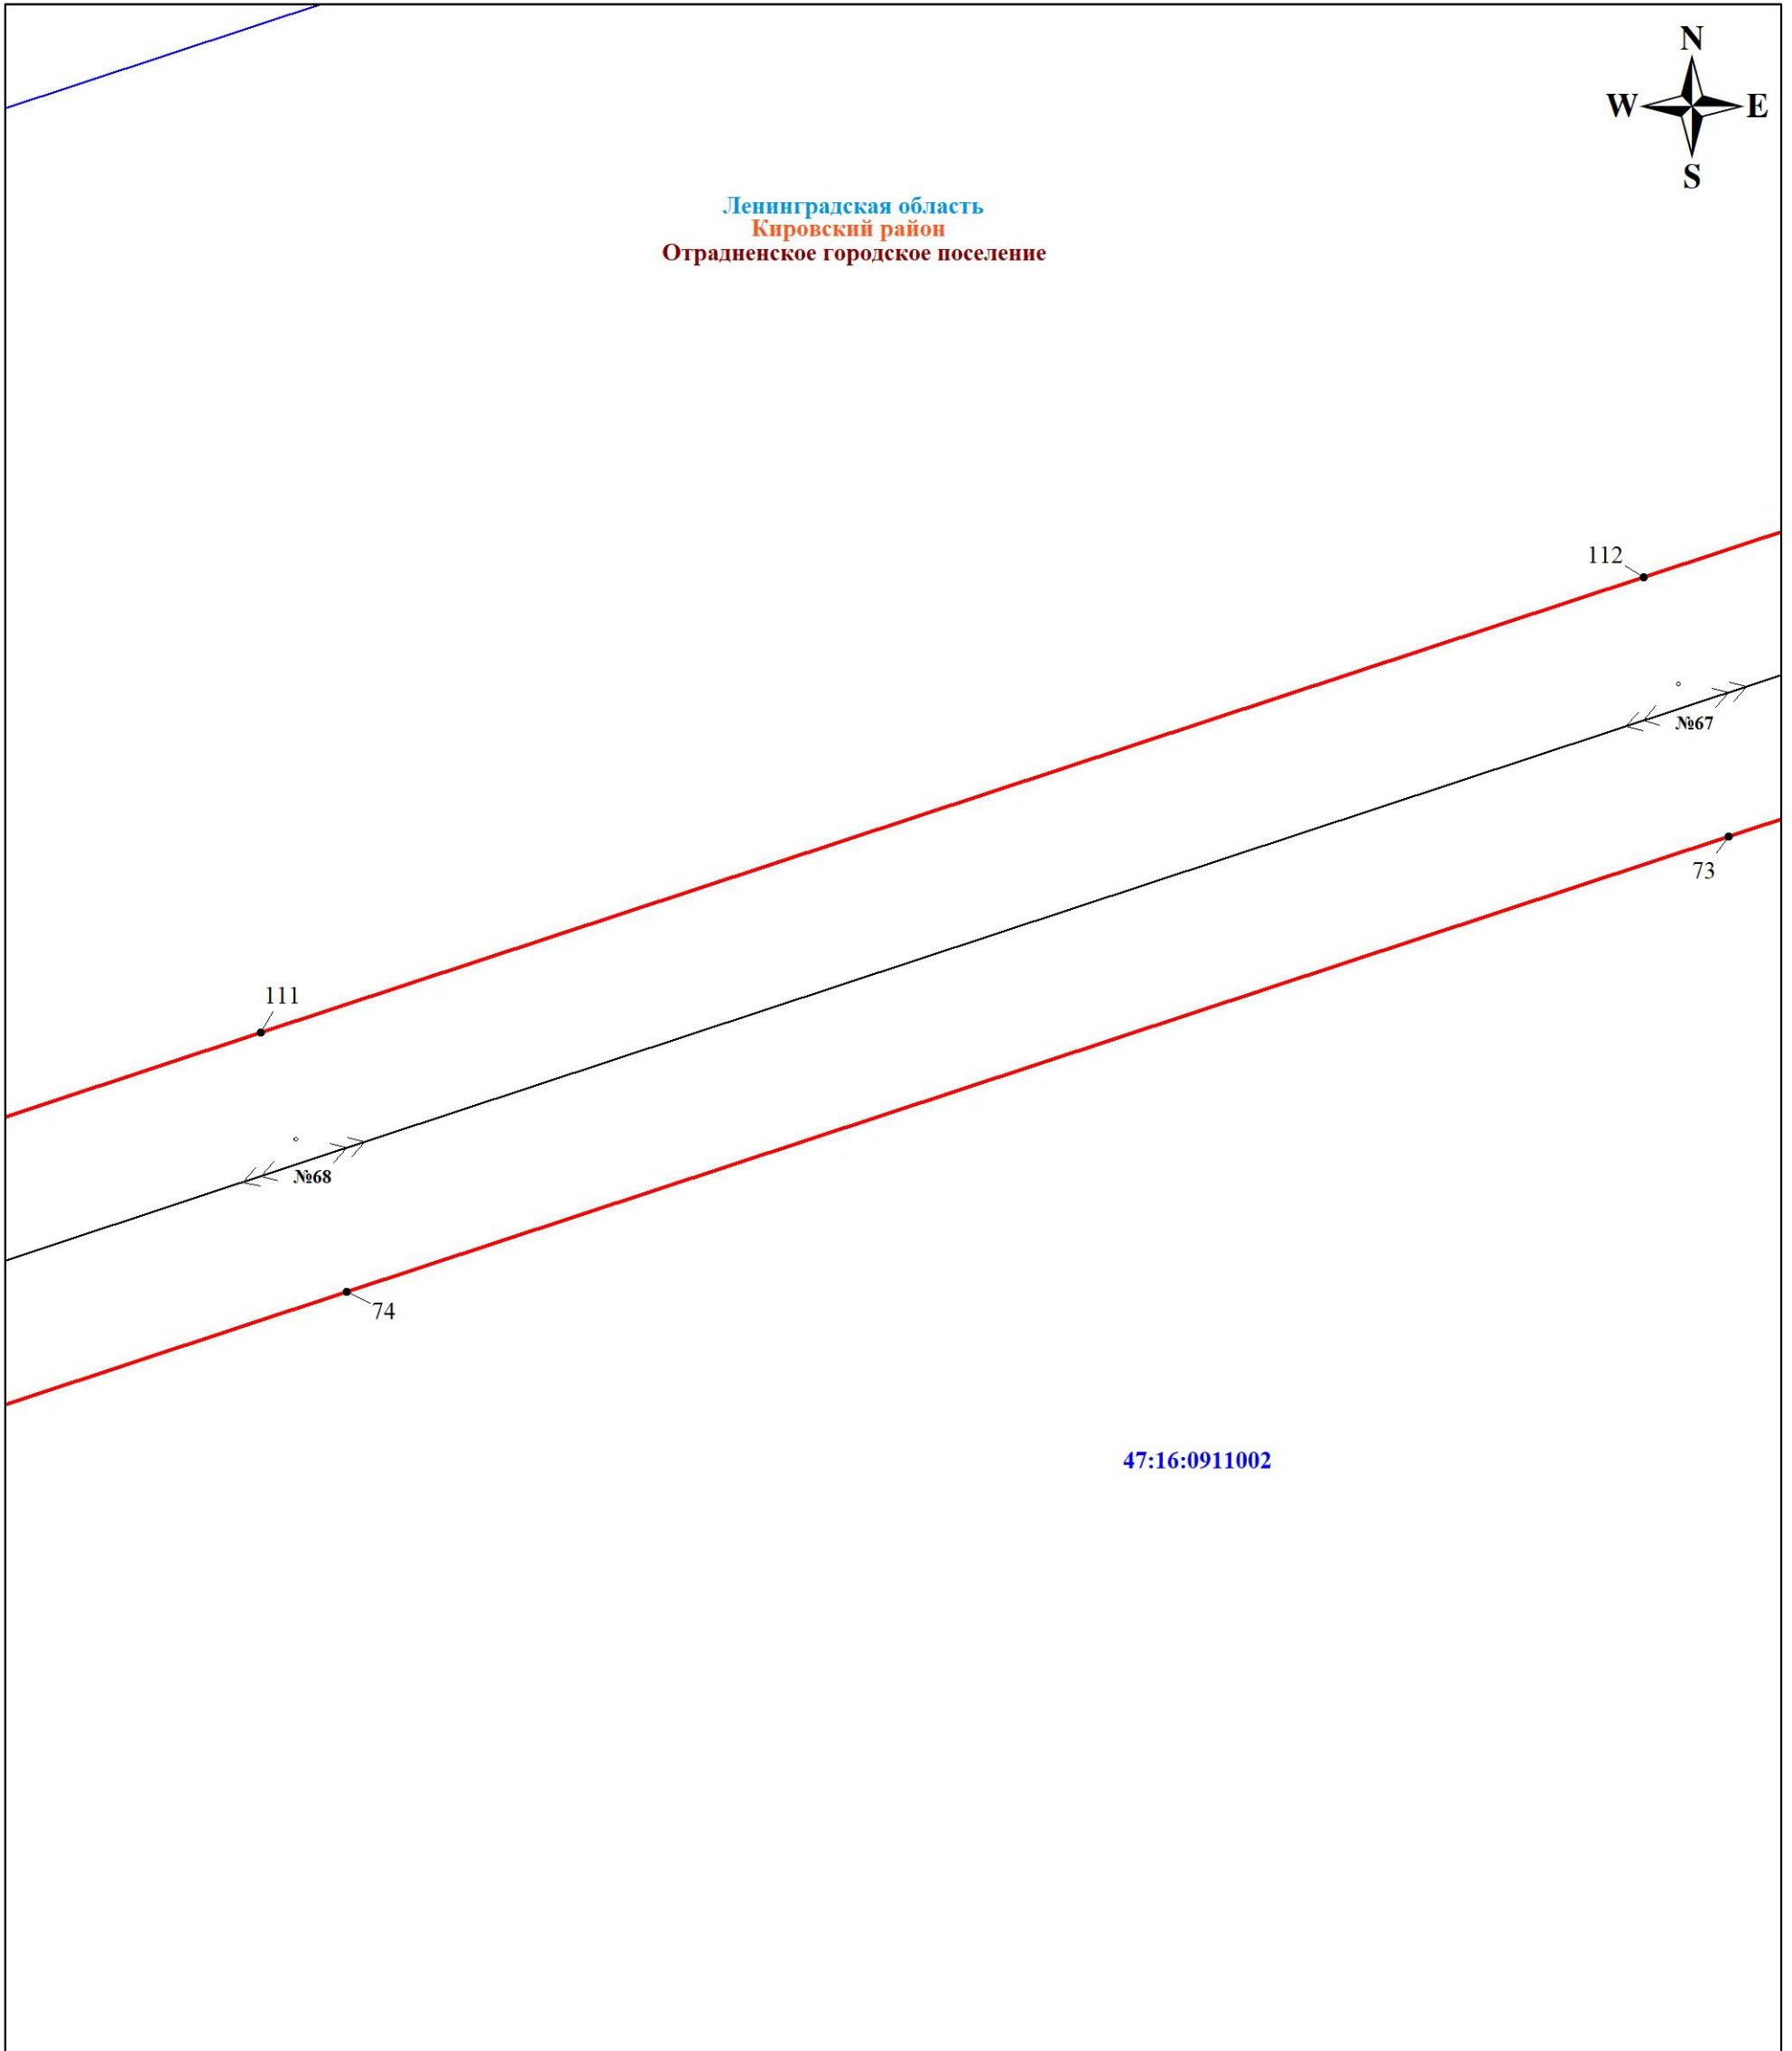 N
W E
S
Ленинградская область
Кировский район
Отрадненское городское поселение
112
№67
73
111
№68
74
47:16:0911002